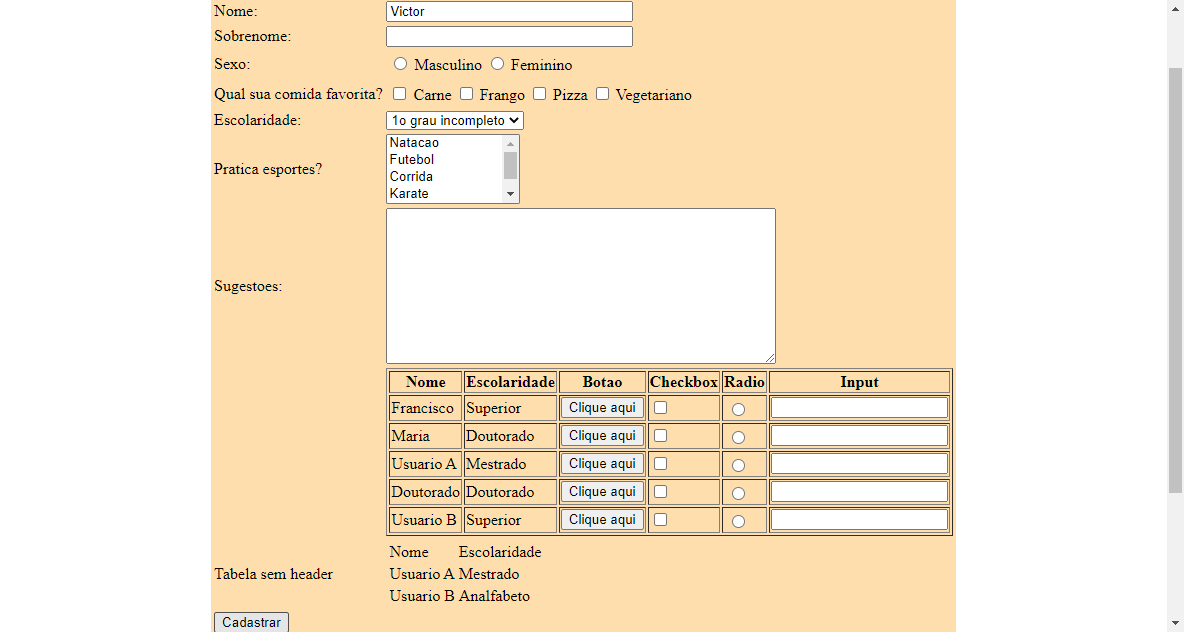 Nome: Victor
Sobrenome:
Sexo: Masculino Feminino
Qual sua comida favorita? Carne Frango Pizza Vegetariano
Escolaridade: 1o grau incompleto
Natacao
Futebol
Pratica esportes?
Corrida
Karate
Sugestoes:
Nome Escolaridade Botao Checkbox Radio Input
Francisco Superior Clique aqui
Maria Doutorado Clique aqui
Usuario A Mestrado Clique aqui
Doutorado Doutorado Clique aqui
Usuario B Superior Clique aqui
Nome Escolaridade
Tabela sem header Usuario A Mestrado
Usuario B Analfabeto
Cadastrar